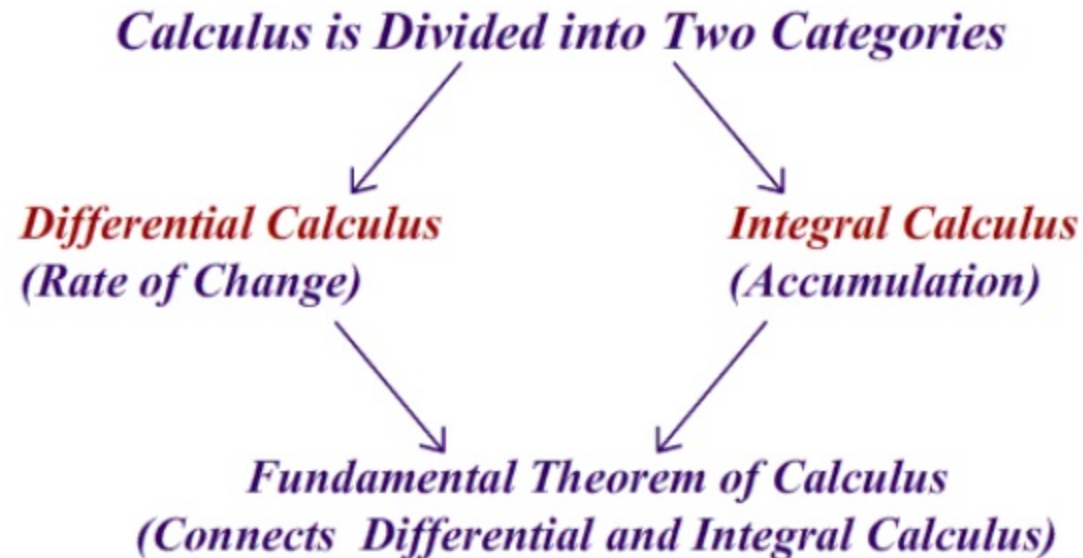 Calculus is Divided into Two Categories
Differential Calculus
(Rate of Change)
Integral Calculus
(Accumulation)
Fundamental Theorem of Calculus
(Connects Differential and Integral Calculus)